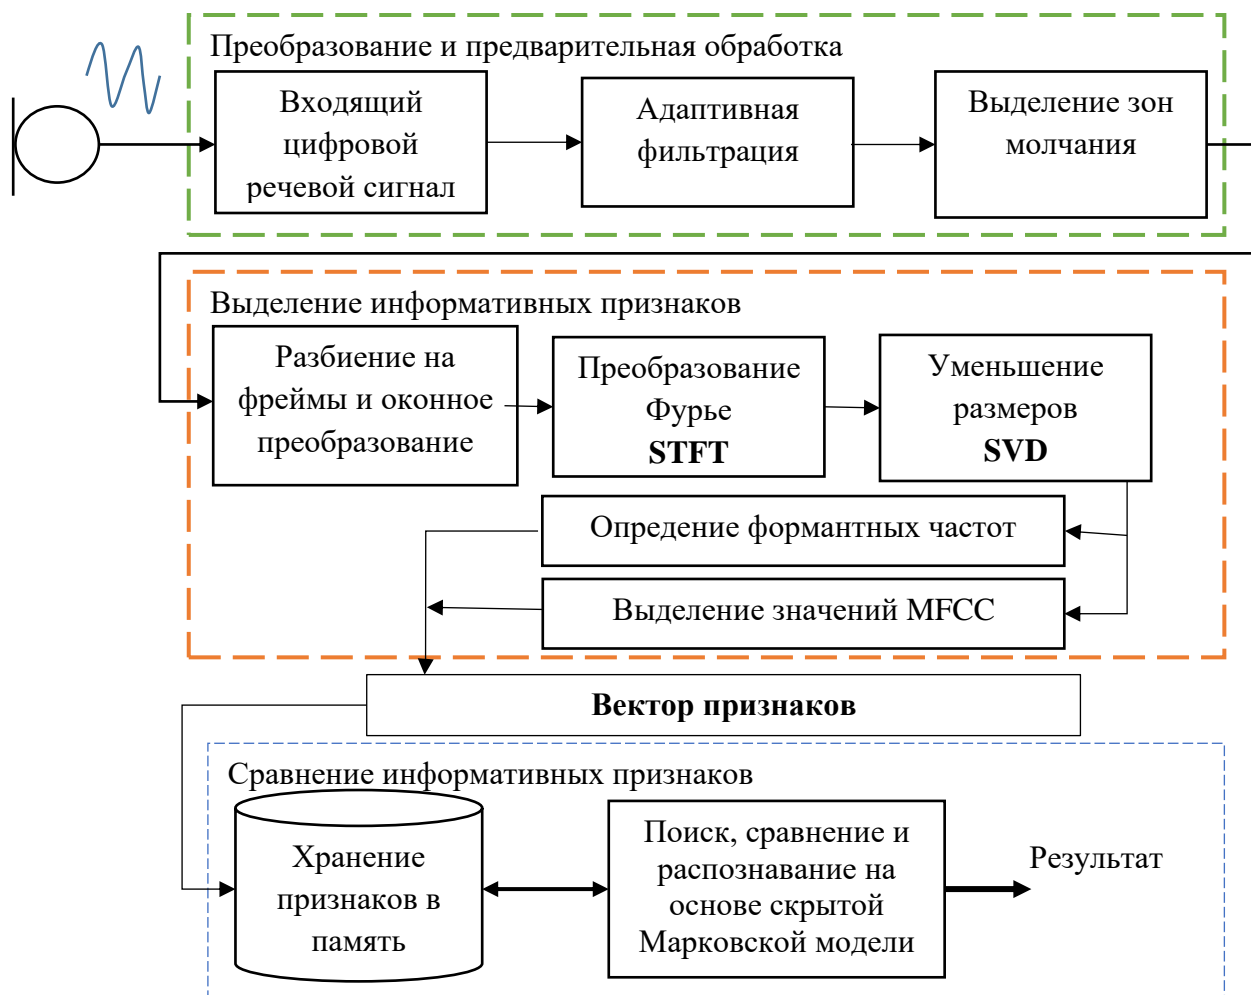 Преобразование и предварительная обработка
Входящий
цифровой
речевой сигнал
Адаптивная
фильтрация
Выделение зон
молчания
Выделение информативных признаков
Разбиение на
фреймы и оконное
преобразование
Преобразование
Фурье
STFT
Уменьшение
размеров
SVD
Опредение формантных частот
Выделение значений MFCC
Вектор признаков
Сравнение информативных признаков
Хранение
признаков в
память
Поиск, сравнение и
распознавание на
основе скрытой
Марковской модели
Результат